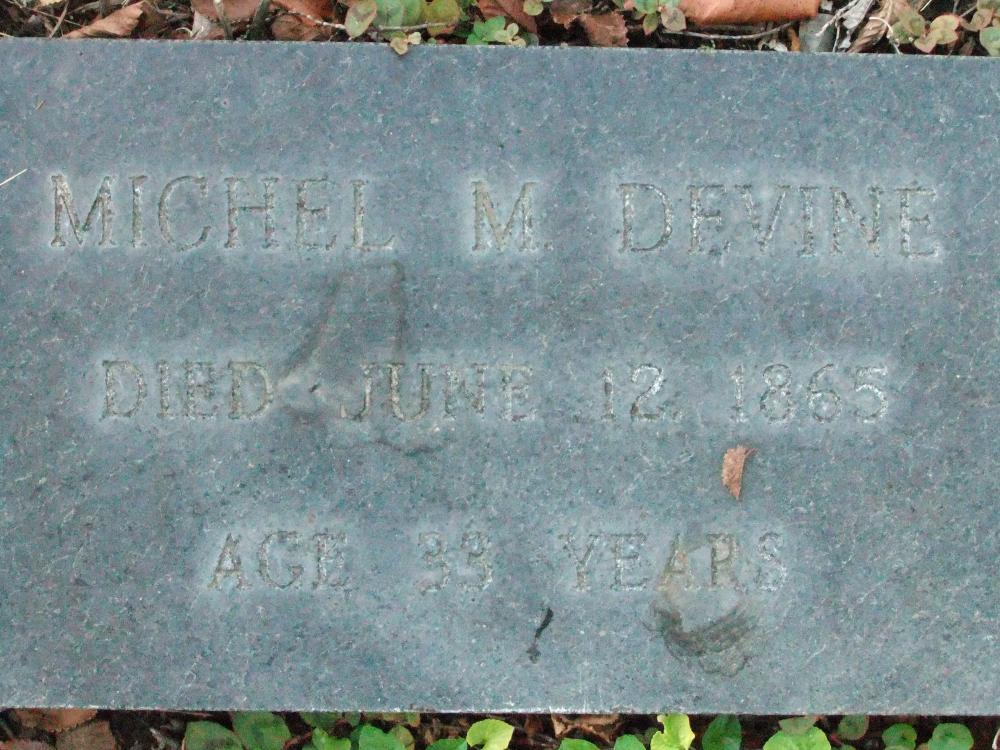 MICHEL M. DEVINE
DIED JUNE 12, 1865
AGE 33 YEARS